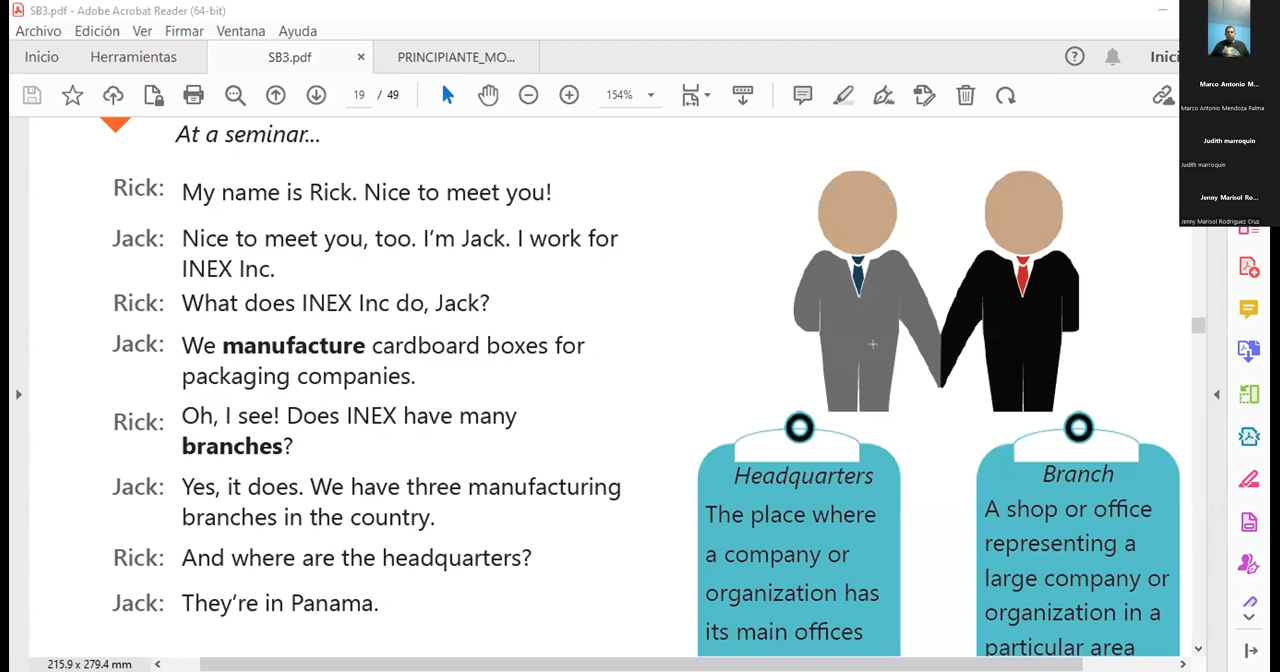 SB3.pdf - Adobe Acrobat Reader (64-bit)
Archivo Edición Ver Firmar Ventana Ayuda
Inicio Herramientas SB3.pdf × PRINCIPIANTE_MO...
Inici
19 / 49 154%
At a seminar...
Rick: My name is Rick. Nice to meet you!
Jack: Nice to meet you, too. I'm Jack. I work for
INEX Inc.
Rick: What does INEX Inc do, Jack?
Jack: We manufacture cardboard boxes for
packaging companies.
Rick: Oh, I see! Does INEX have many
branches?
Jack: Yes, it does. We have three manufacturing
branches in the country.
Rick: And where are the headquarters?
Jack: They're in Panama.
Headquarters
The place where
a company or
organization has
its main offices
Branch
A shop or office
representing a
large company or
organization in a
particular area
Marco Antonio M...
Marco Antonio Mendoza Palma
Judith marroquin
Judith marroquin
Jenny Marisol Ro...
Jenny Marisol Rodriguez Cruz
215.9 x 279.4 mm